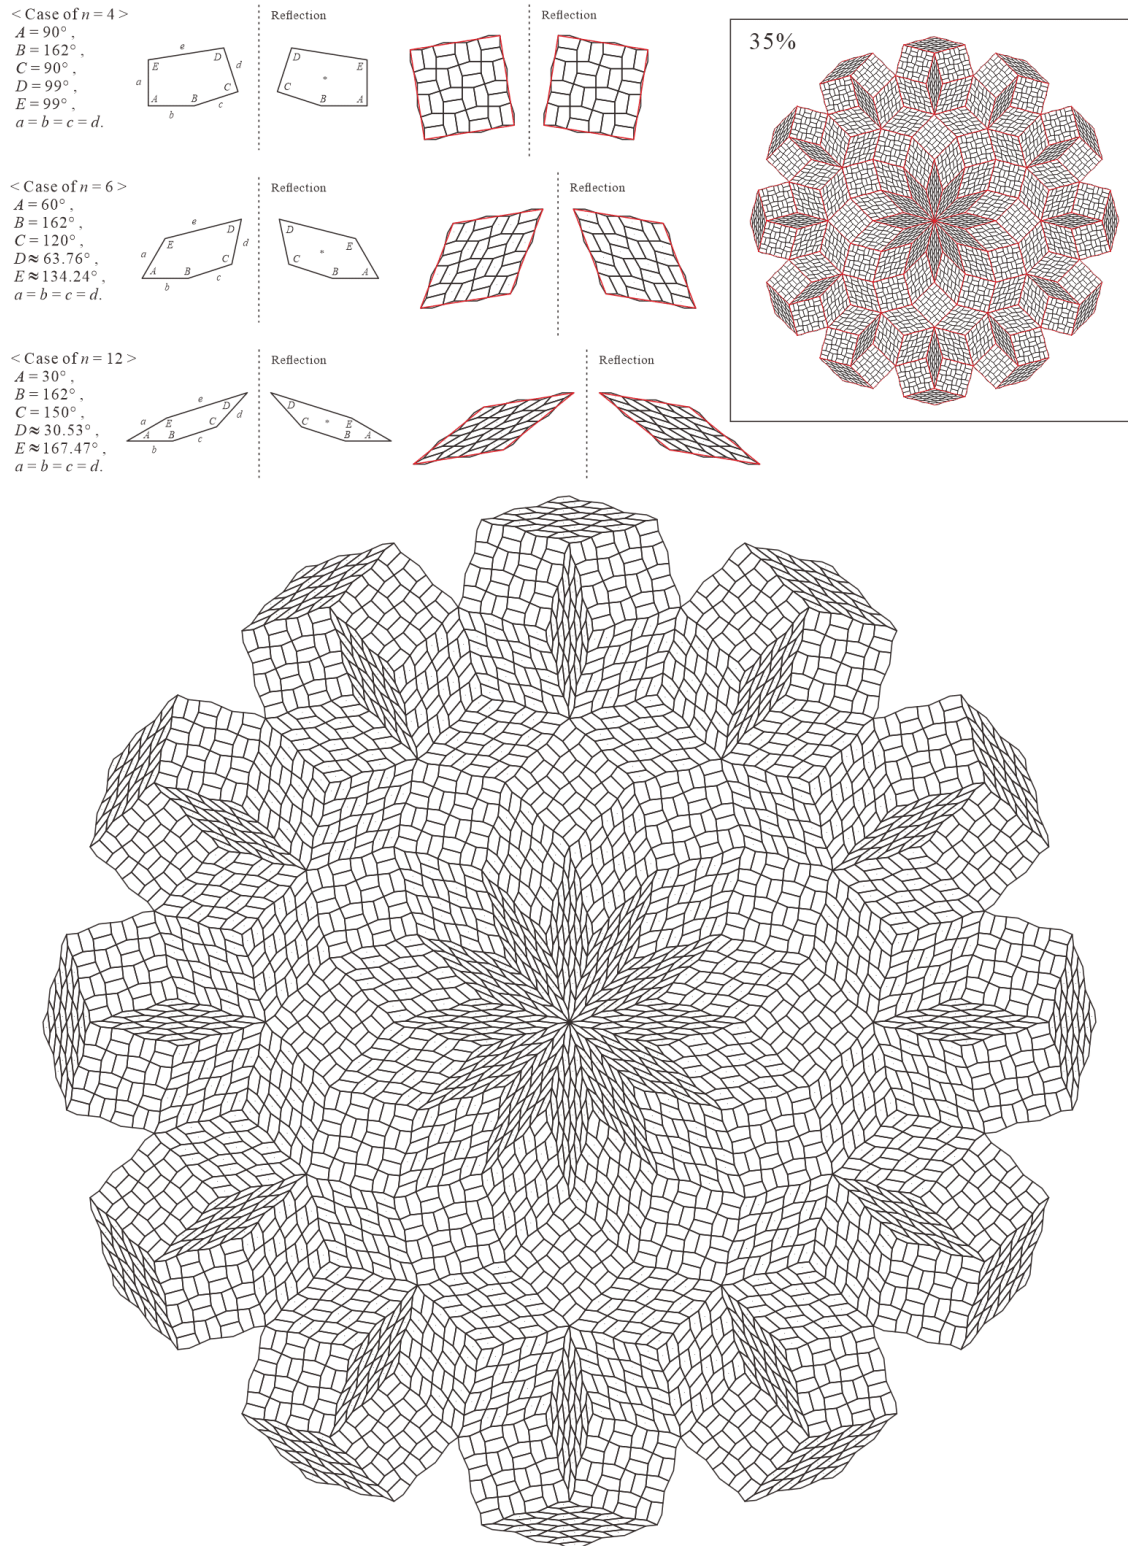 < Case of n = 4 >
A = 90° ,
B = 162° ,
C = 90° ,
D = 99° ,
E = 99° ,
a = b = c = d.
e
D
E
d
a
C
A
B
c
b
Reflection
D
E
*
C
B
A
Reflection
35%
< Case of n = 6 >
A = 60° ,
B = 162° ,
C = 120° ,
D ≈ 63.76° ,
E ≈ 134.24° ,
a = b = c = d.
e
D
E
d
a
C
A
B
c
b
Reflection
D
E
*
C
B
A
Reflection
< Case of n = 12 >
A = 30° ,
B = 162° ,
C = 150° ,
D ≈ 30.53° ,
E ≈ 167.47° ,
a = b = c = d.
e
D
a
E
C
d
A
B
c
b
Reflection
D
C
*
E
B
A
Reflection